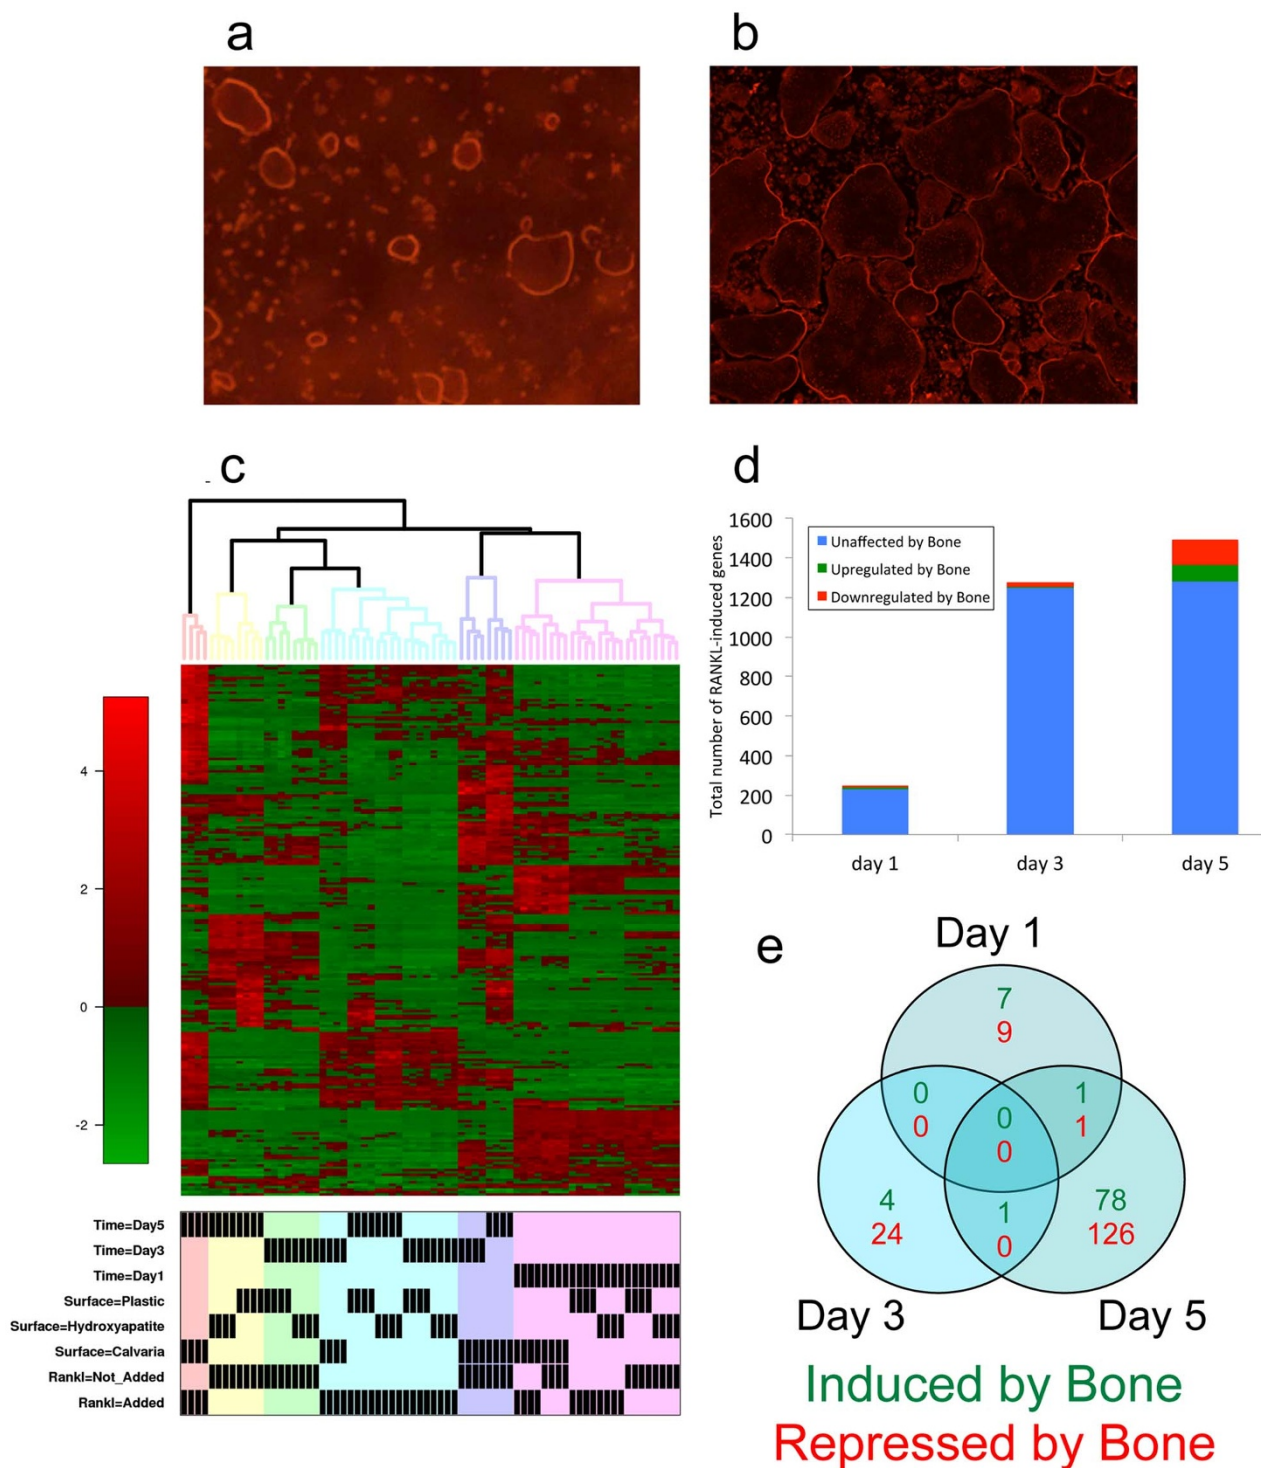 a
b
c
d
1600
1400
1200
1000
800
600
400
200
0
Total number of RANKL-induced genes
Unaffected by Bone
Upregulated by Bone
Downregulated by Bone
day 1
day 3
day 5
4
2
0
-2
Time=Day5
Time=Day3
Time=Day1
Surface=Plastic
Surface=Hydroxyapatite
Surface=Calvaria
Rankl=Not_Added
Rankl=Added
e
Day 1
7
9
0
0
0
0
1
1
4
24
1
0
78
126
Day 3
Day 5
Induced by Bone
Repressed by Bone